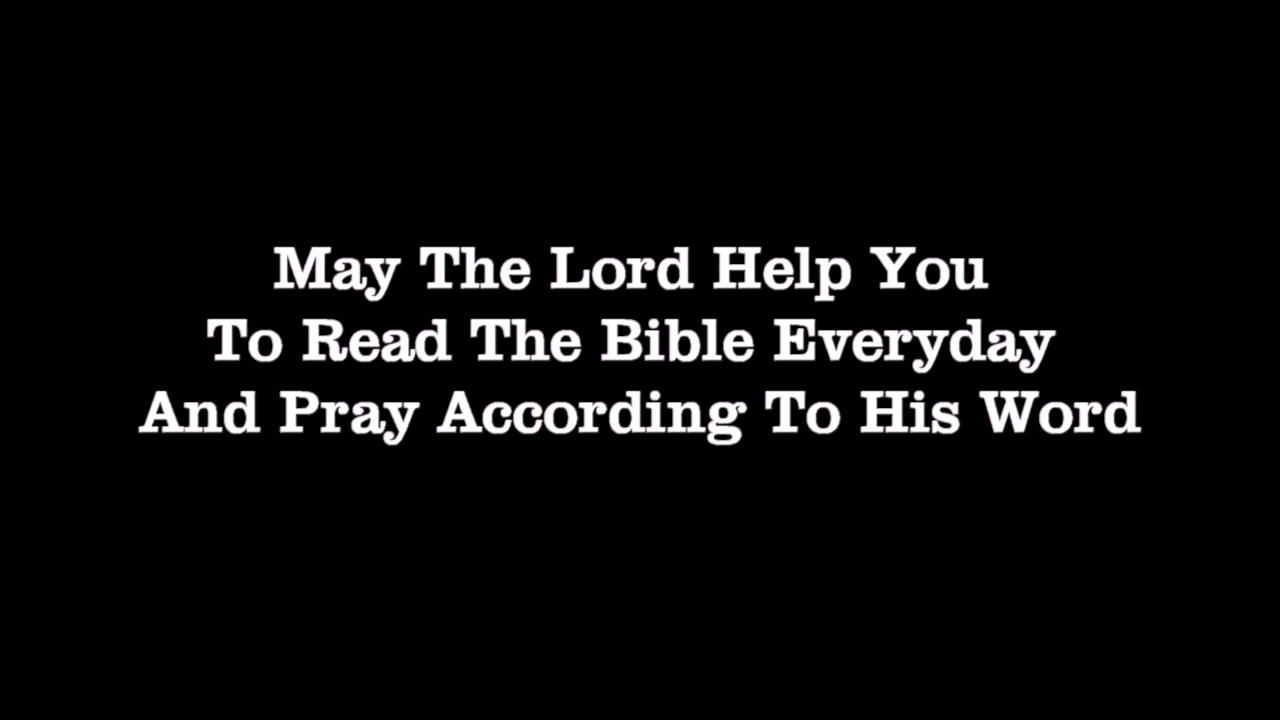 May The Lord Help You
To Read The Bible Everyday
And Pray According To His Word